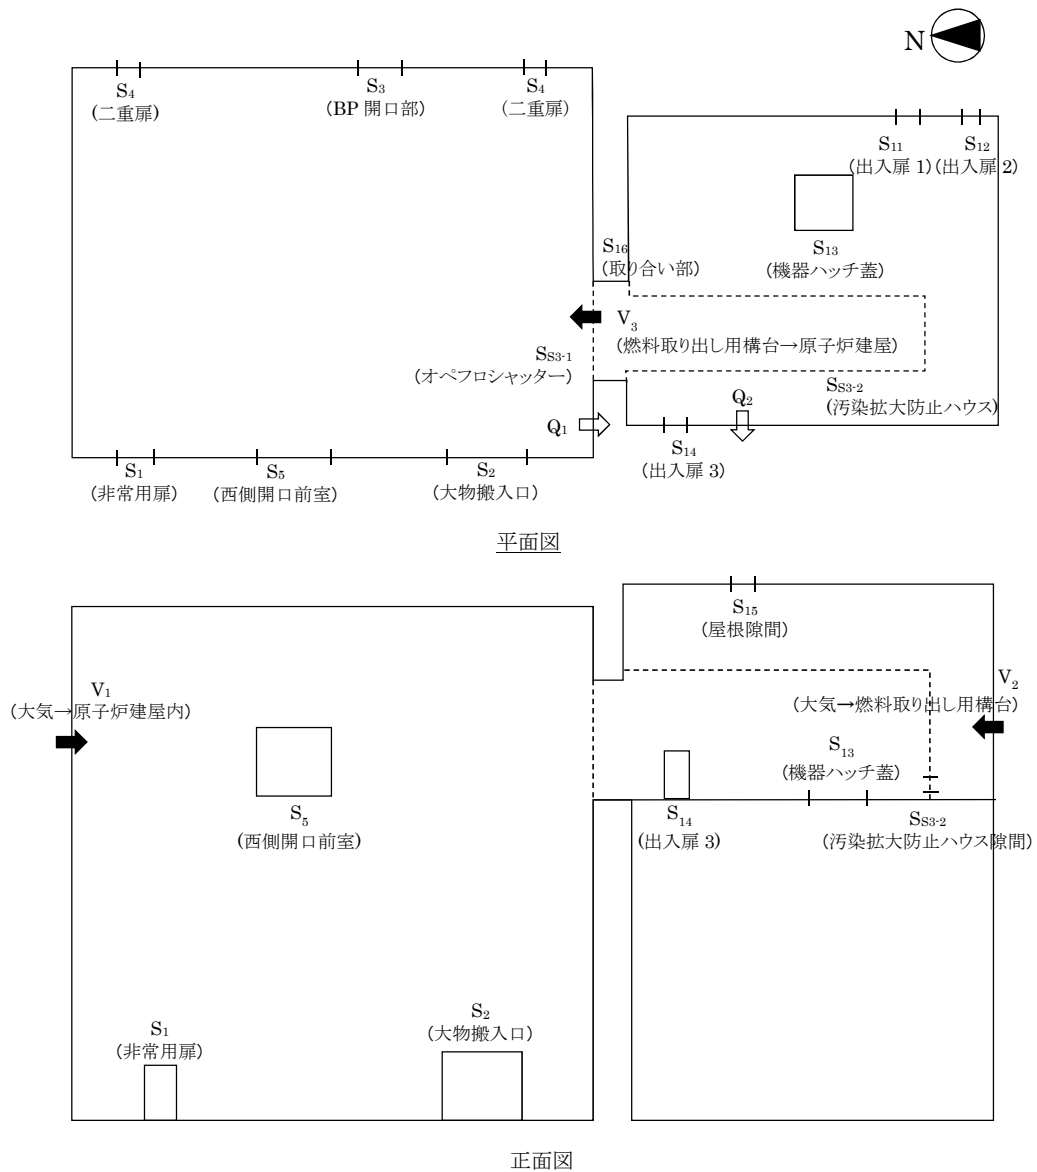 N
S4
(二重扉)
S3
(BP 開口部)
S4
(二重扉)
S11
(出入扉 1)
S12
(出入扉 2)
S13
(機器ハッチ蓋)
S16
(取り合い部)
V3
(燃料取り出し用構台→原子炉建屋)
SS3-1
(オペフロシャッター)
SS3-2
(汚染拡大防止ハウス)
Q1
Q2
S14
(出入扉 3)
S1
(非常用扉)
S5
(西側開口前室)
S2
(大物搬入口)
平面図
S15
(屋根隙間)
V1
(大気→原子炉建屋内)
V2
(大気→燃料取り出し用構台)
S13
(機器ハッチ蓋)
S5
(西側開口前室)
S14
(出入扉 3)
SS3-2
(汚染拡大防止ハウス隙間)
S2
(大物搬入口)
S1
(非常用扉)
正面図